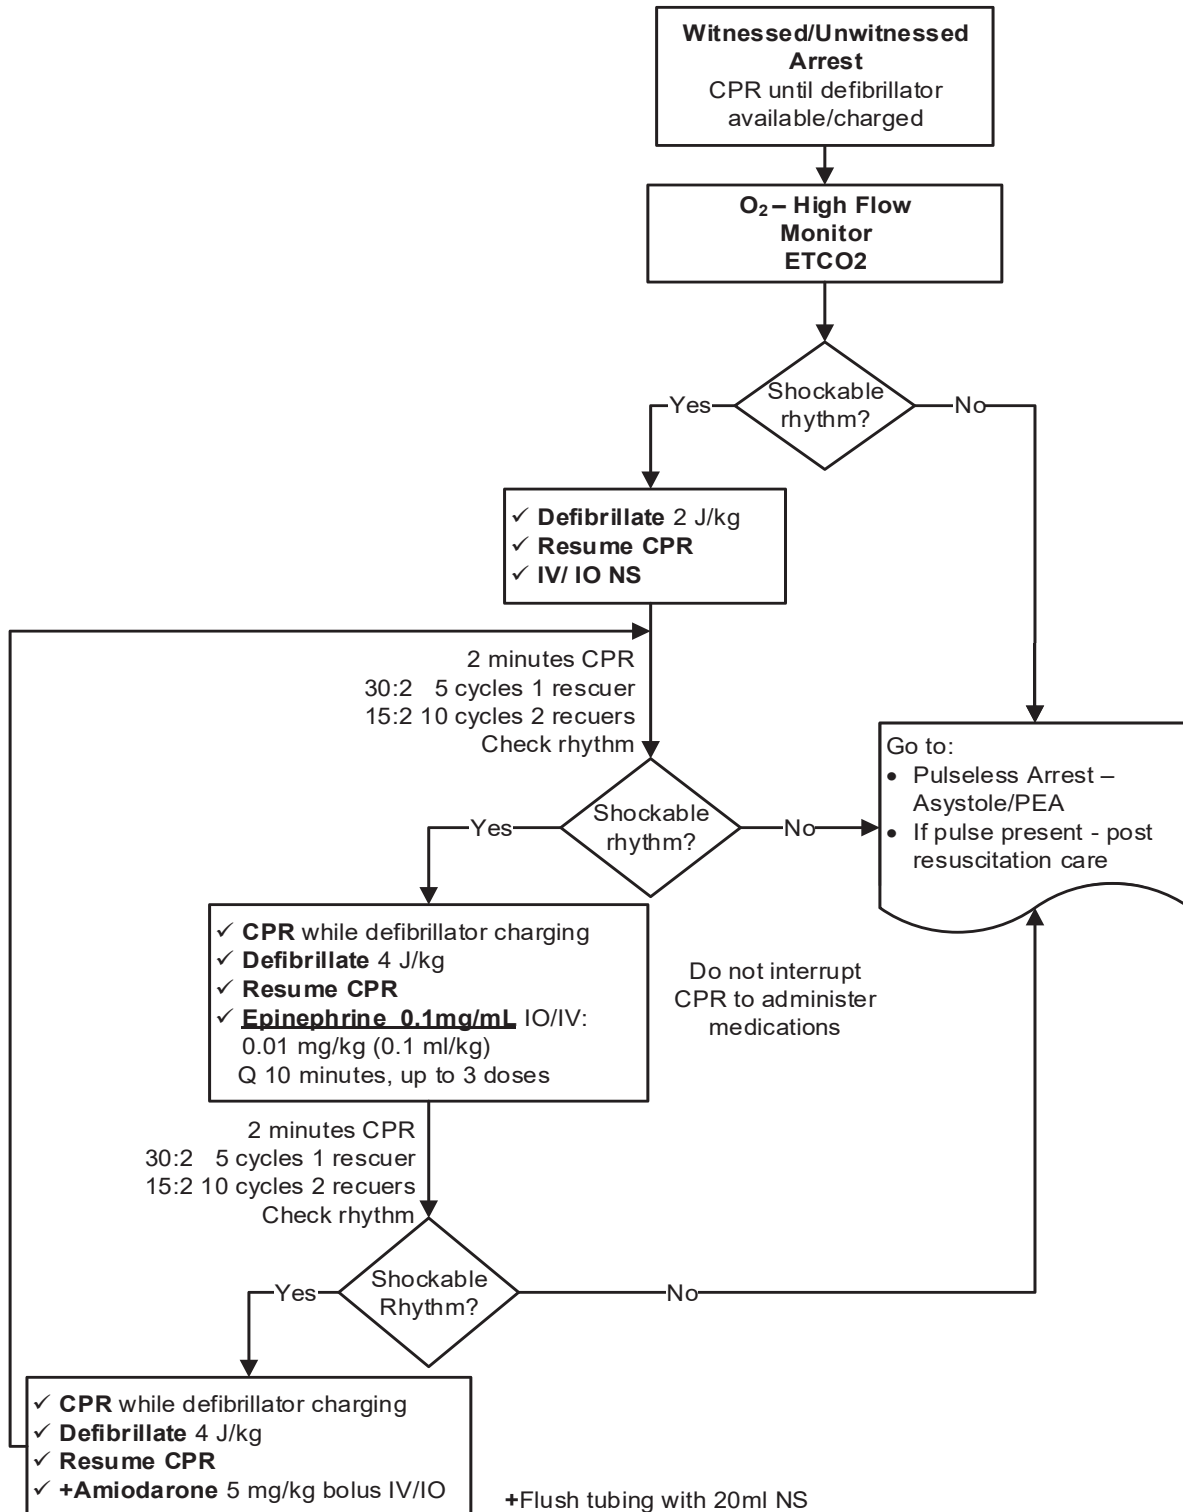 Witnessed/Unwitnessed
Arrest
CPR until defibrillator
available/charged
O₂ – High Flow
Monitor
ETCO2
Shockable
rhythm?
Yes
No
✓ Defibrillate 2 J/kg
✓ Resume CPR
✓ IV/ IO NS
2 minutes CPR
30:2 5 cycles 1 rescuer
15:2 10 cycles 2 recuers
Check rhythm
Shockable
rhythm?
Yes
No
Go to:
• Pulseless Arrest –
Asystole/PEA
• If pulse present - post
resuscitation care
✓ CPR while defibrillator charging
✓ Defibrillate 4 J/kg
✓ Resume CPR
✓ Epinephrine 0.1mg/mL IO/IV:
0.01 mg/kg (0.1 ml/kg)
Q 10 minutes, up to 3 doses
Do not interrupt
CPR to administer
medications
2 minutes CPR
30:2 5 cycles 1 rescuer
15:2 10 cycles 2 recuers
Check rhythm
Shockable
Rhythm?
Yes
No
✓ CPR while defibrillator charging
✓ Defibrillate 4 J/kg
✓ Resume CPR
✓ +Amiodarone 5 mg/kg bolus IV/IO
+Flush tubing with 20ml NS